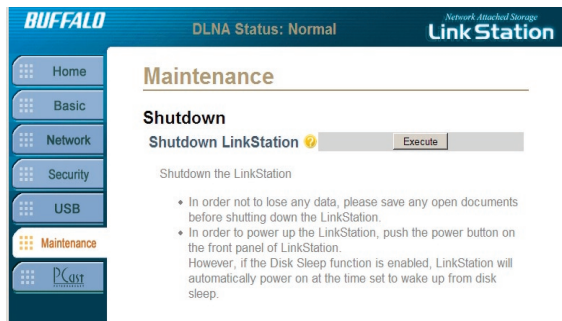 BUFFALO
DLNA Status: Normal
Network Attached Storage
LinkStation
Home
Basic
Network
Security
USB
Maintenance
PCast
Maintenance
Shutdown
Shutdown LinkStation ? Execute
Shutdown the LinkStation
In order not to lose any data, please save any open documents
before shutting down the LinkStation.
In order to power up the LinkStation, push the power button on
the front panel of LinkStation.
However, if the Disk Sleep function is enabled, LinkStation will
automatically power on at the time set to wake up from disk
sleep.